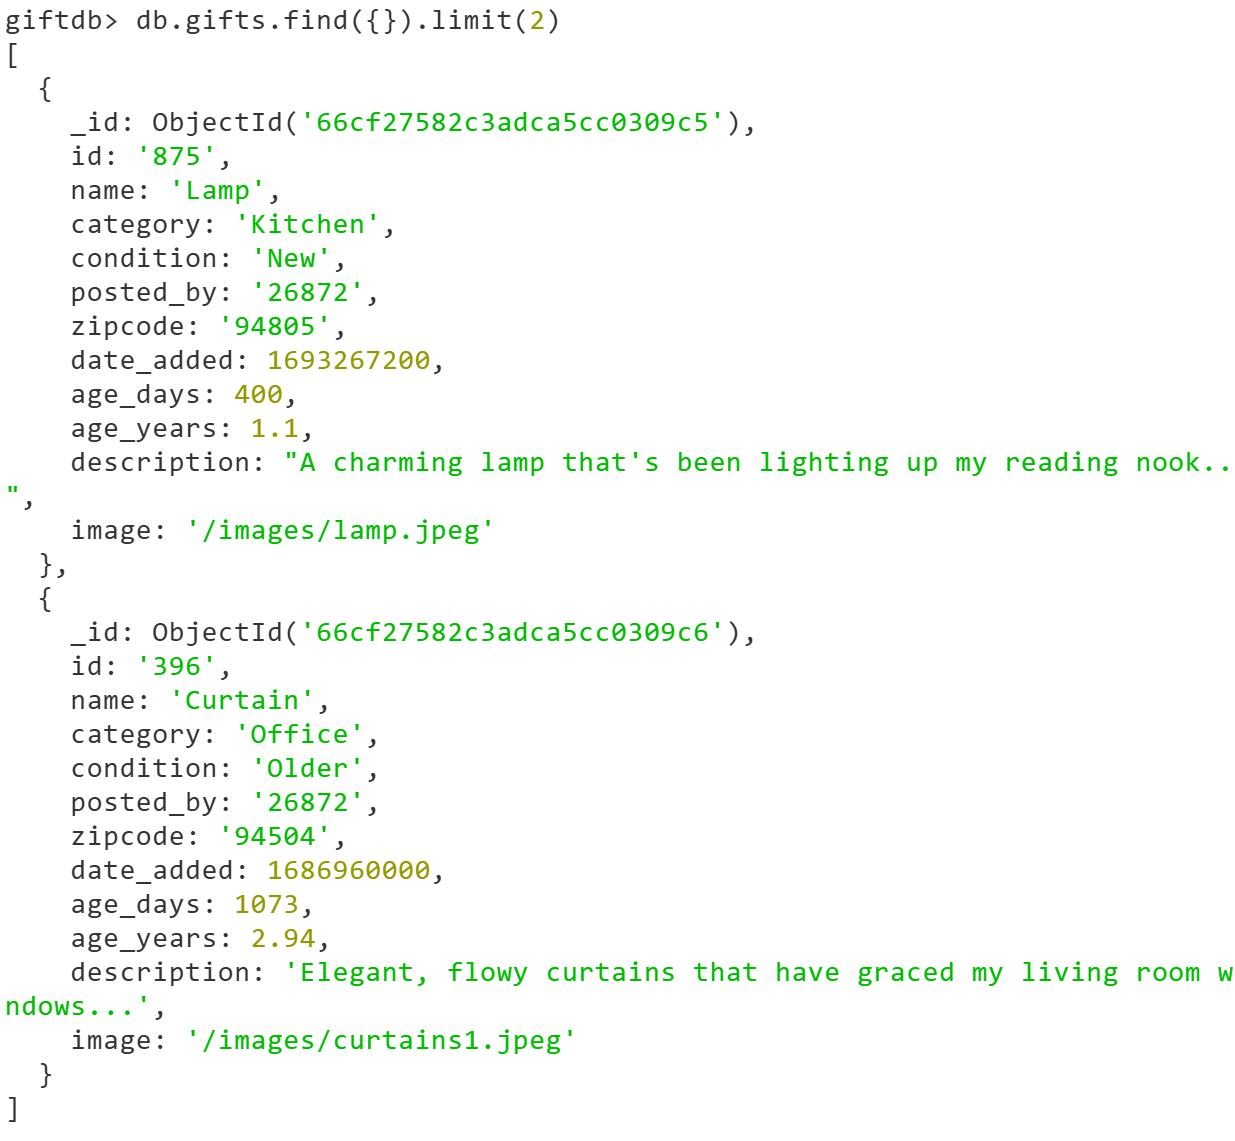 giftdb> db.gifts.find({}).limit(2)
[
  {
    _id: ObjectId('66cf27582c3adca5cc0309c5'),
    id: '875',
    name: 'Lamp',
    category: 'Kitchen',
    condition: 'New',
    posted_by: '26872',
    zipcode: '94805',
    date_added: 1693267200,
    age_days: 400,
    age_years: 1.1,
    description: "A charming lamp that's been lighting up my reading nook..
",
    image: '/images/lamp.jpeg'
  },
  {
    _id: ObjectId('66cf27582c3adca5cc0309c6'),
    id: '396',
    name: 'Curtain',
    category: 'Office',
    condition: 'Older',
    posted_by: '26872',
    zipcode: '94504',
    date_added: 1686960000,
    age_days: 1073,
    age_years: 2.94,
    description: 'Elegant, flowy curtains that have graced my living room w
ndows...',
    image: '/images/curtains1.jpeg'
  }
]